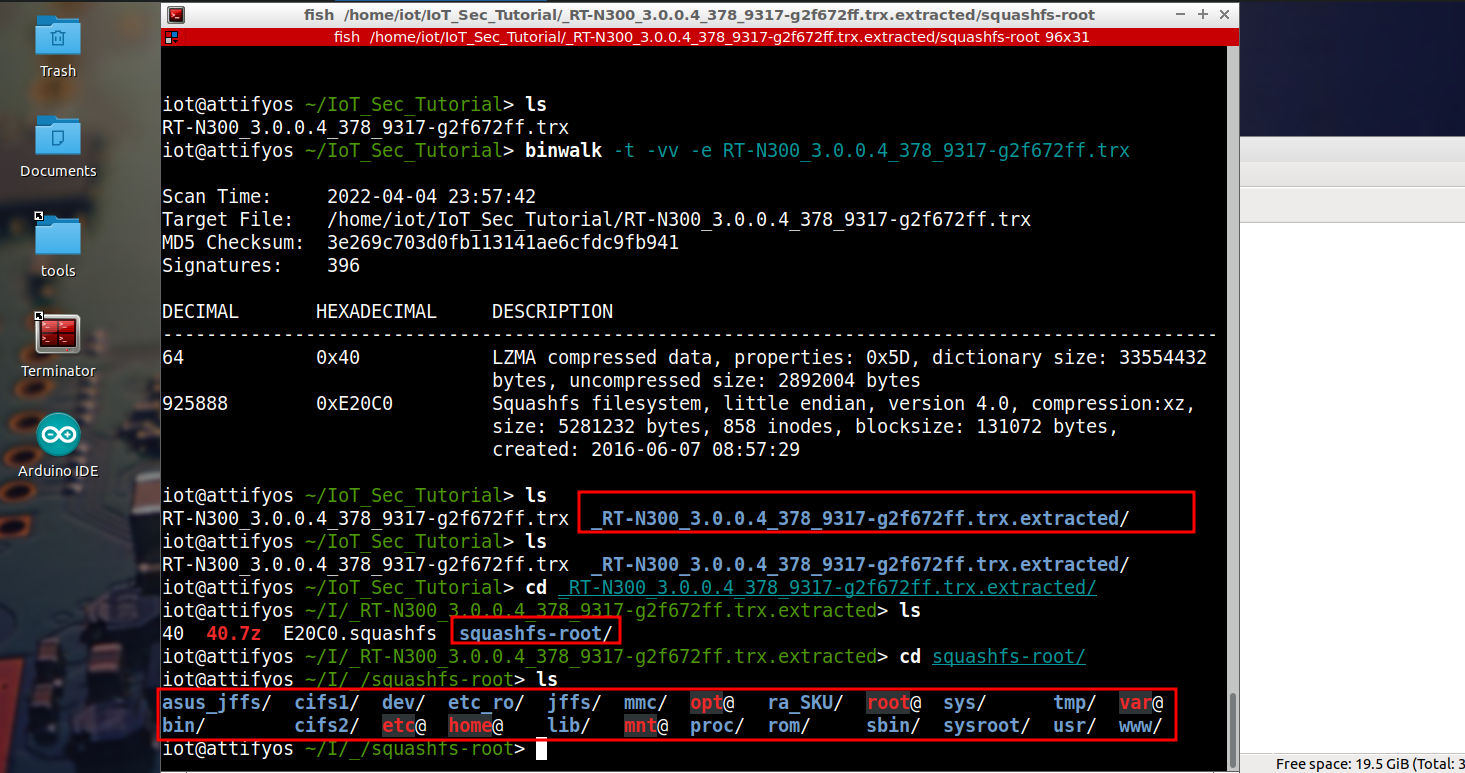 fish /home/iot/IoT_Sec_Tutorial/_RT-N300_3.0.0.4_378_9317-g2f672ff.trx.extracted/squashfs-root
fish /home/iot/IoT_Sec_Tutorial/_RT-N300_3.0.0.4_378_9317-g2f672ff.trx.extracted/squashfs-root 96x31
Trash
Documents
tools
Terminator
Arduino IDE
iot@attifyos ~/IoT_Sec_Tutorial> ls
RT-N300_3.0.0.4_378_9317-g2f672ff.trx
iot@attifyos ~/IoT_Sec_Tutorial> binwalk -t -vv -e RT-N300_3.0.0.4_378_9317-g2f672ff.trx
Scan Time:     2022-04-04 23:57:42
Target File:   /home/iot/IoT_Sec_Tutorial/RT-N300_3.0.0.4_378_9317-g2f672ff.trx
MD5 Checksum:  3e269c703d0fb113141ae6cfdc9fb941
Signatures:    396
DECIMAL       HEXADECIMAL     DESCRIPTION
------------------------------------------------------------------------------------------------
64            0x40            LZMA compressed data, properties: 0x5D, dictionary size: 33554432
bytes, uncompressed size: 2892004 bytes
925888        0xE20C0         Squashfs filesystem, little endian, version 4.0, compression:xz,
size: 5281232 bytes, 858 inodes, blocksize: 131072 bytes,
created: 2016-06-07 08:57:29
iot@attifyos ~/IoT_Sec_Tutorial> ls
RT-N300_3.0.0.4_378_9317-g2f672ff.trx  _RT-N300_3.0.0.4_378_9317-g2f672ff.trx.extracted/
iot@attifyos ~/IoT_Sec_Tutorial> ls
RT-N300_3.0.0.4_378_9317-g2f672ff.trx  _RT-N300_3.0.0.4_378_9317-g2f672ff.trx.extracted/
iot@attifyos ~/IoT_Sec_Tutorial> cd _RT-N300_3.0.0.4_378_9317-g2f672ff.trx.extracted/
iot@attifyos ~/I/_RT-N300_3.0.0.4_378_9317-g2f672ff.trx.extracted> ls
40  40.7z  E20C0.squashfs  squashfs-root/
iot@attifyos ~/I/_RT-N300_3.0.0.4_378_9317-g2f672ff.trx.extracted> cd squashfs-root/
iot@attifyos ~/I/_/squashfs-root> ls
asus_jffs/  cifs1/  dev/  etc_ro/  jffs/  mmc/  opt@   ra_SKU/  root@  sys/      tmp/  var@
bin/        cifs2/  etc@  home@    lib/   mnt@  proc/  rom/     sbin/  sysroot/  usr/  www/
iot@attifyos ~/I/_/squashfs-root>
Free space: 19.5 GiB (Total: 3